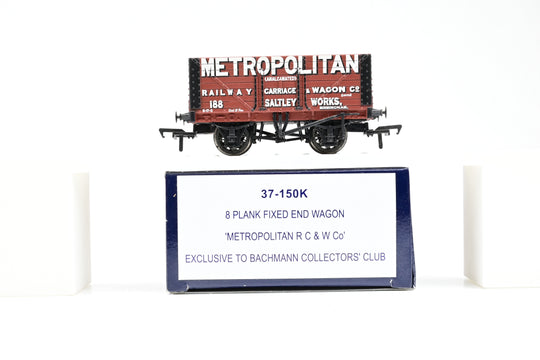 METROPOLITAN
(AMALGAMATED)
RAILWAY CARRIAGE & WAGON Co
188 SALTLEY WORKS,
37-150K
8 PLANK FIXED END WAGON
'METROPOLITAN R C & W Co'
EXCLUSIVE TO BACHMANN COLLECTORS' CLUB